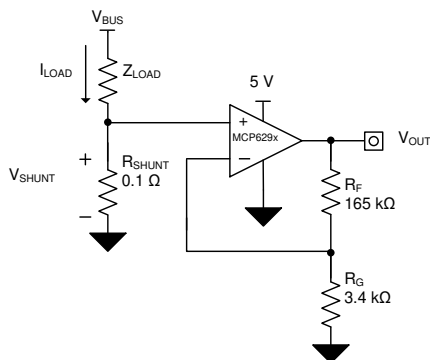 VBUS
ILOAD
ZLOAD
5 V
+
MCP629x
−
VOUT
+
VSHUNT
−
RSHUNT
0.1 Ω
RF
165 kΩ
RG
3.4 kΩ